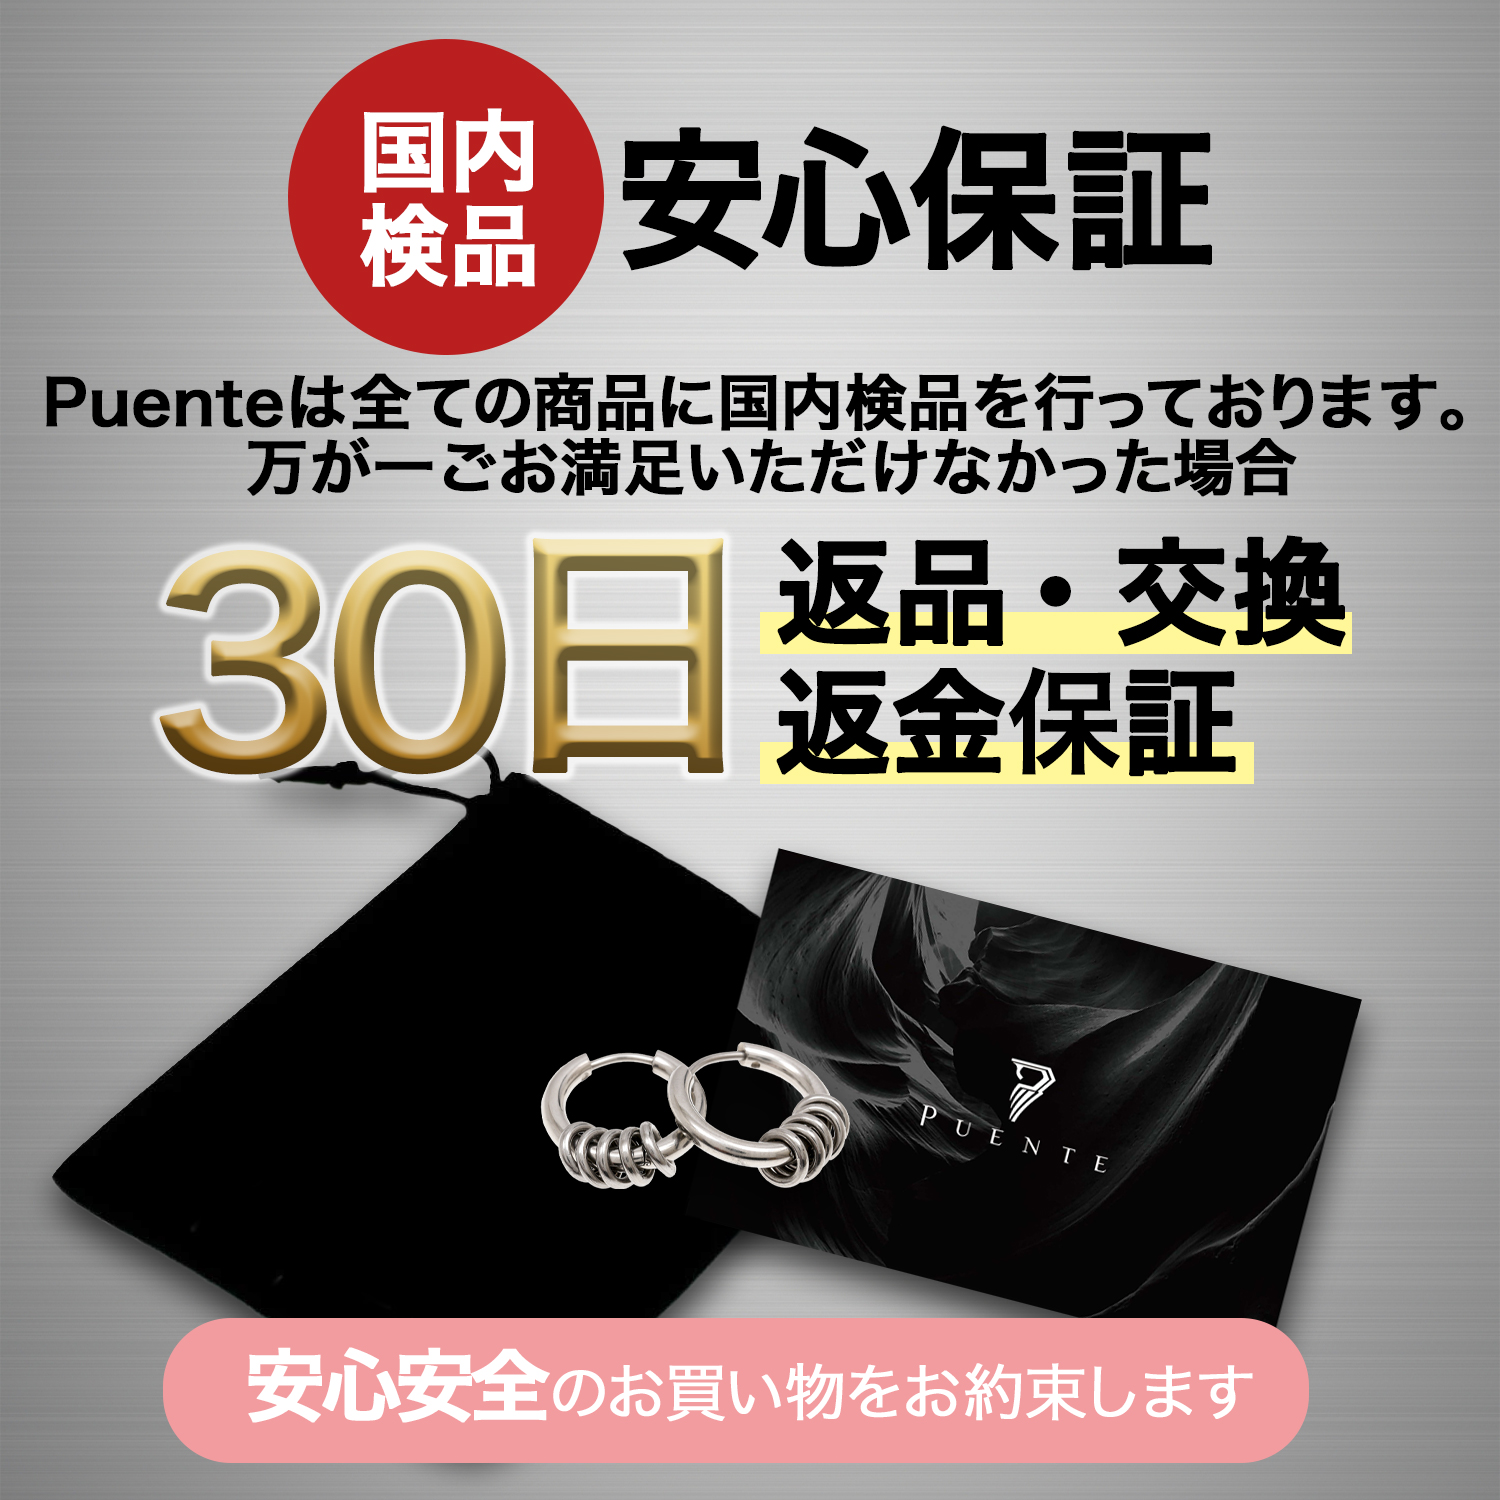 国内
検品
安心保証
Puenteは全ての商品に国内検品を行っております。
万が一ご​お満足いただけなかった場合
30日
返品・交換
返金保証
PUENTE
安心安全のお買い物をお約束します